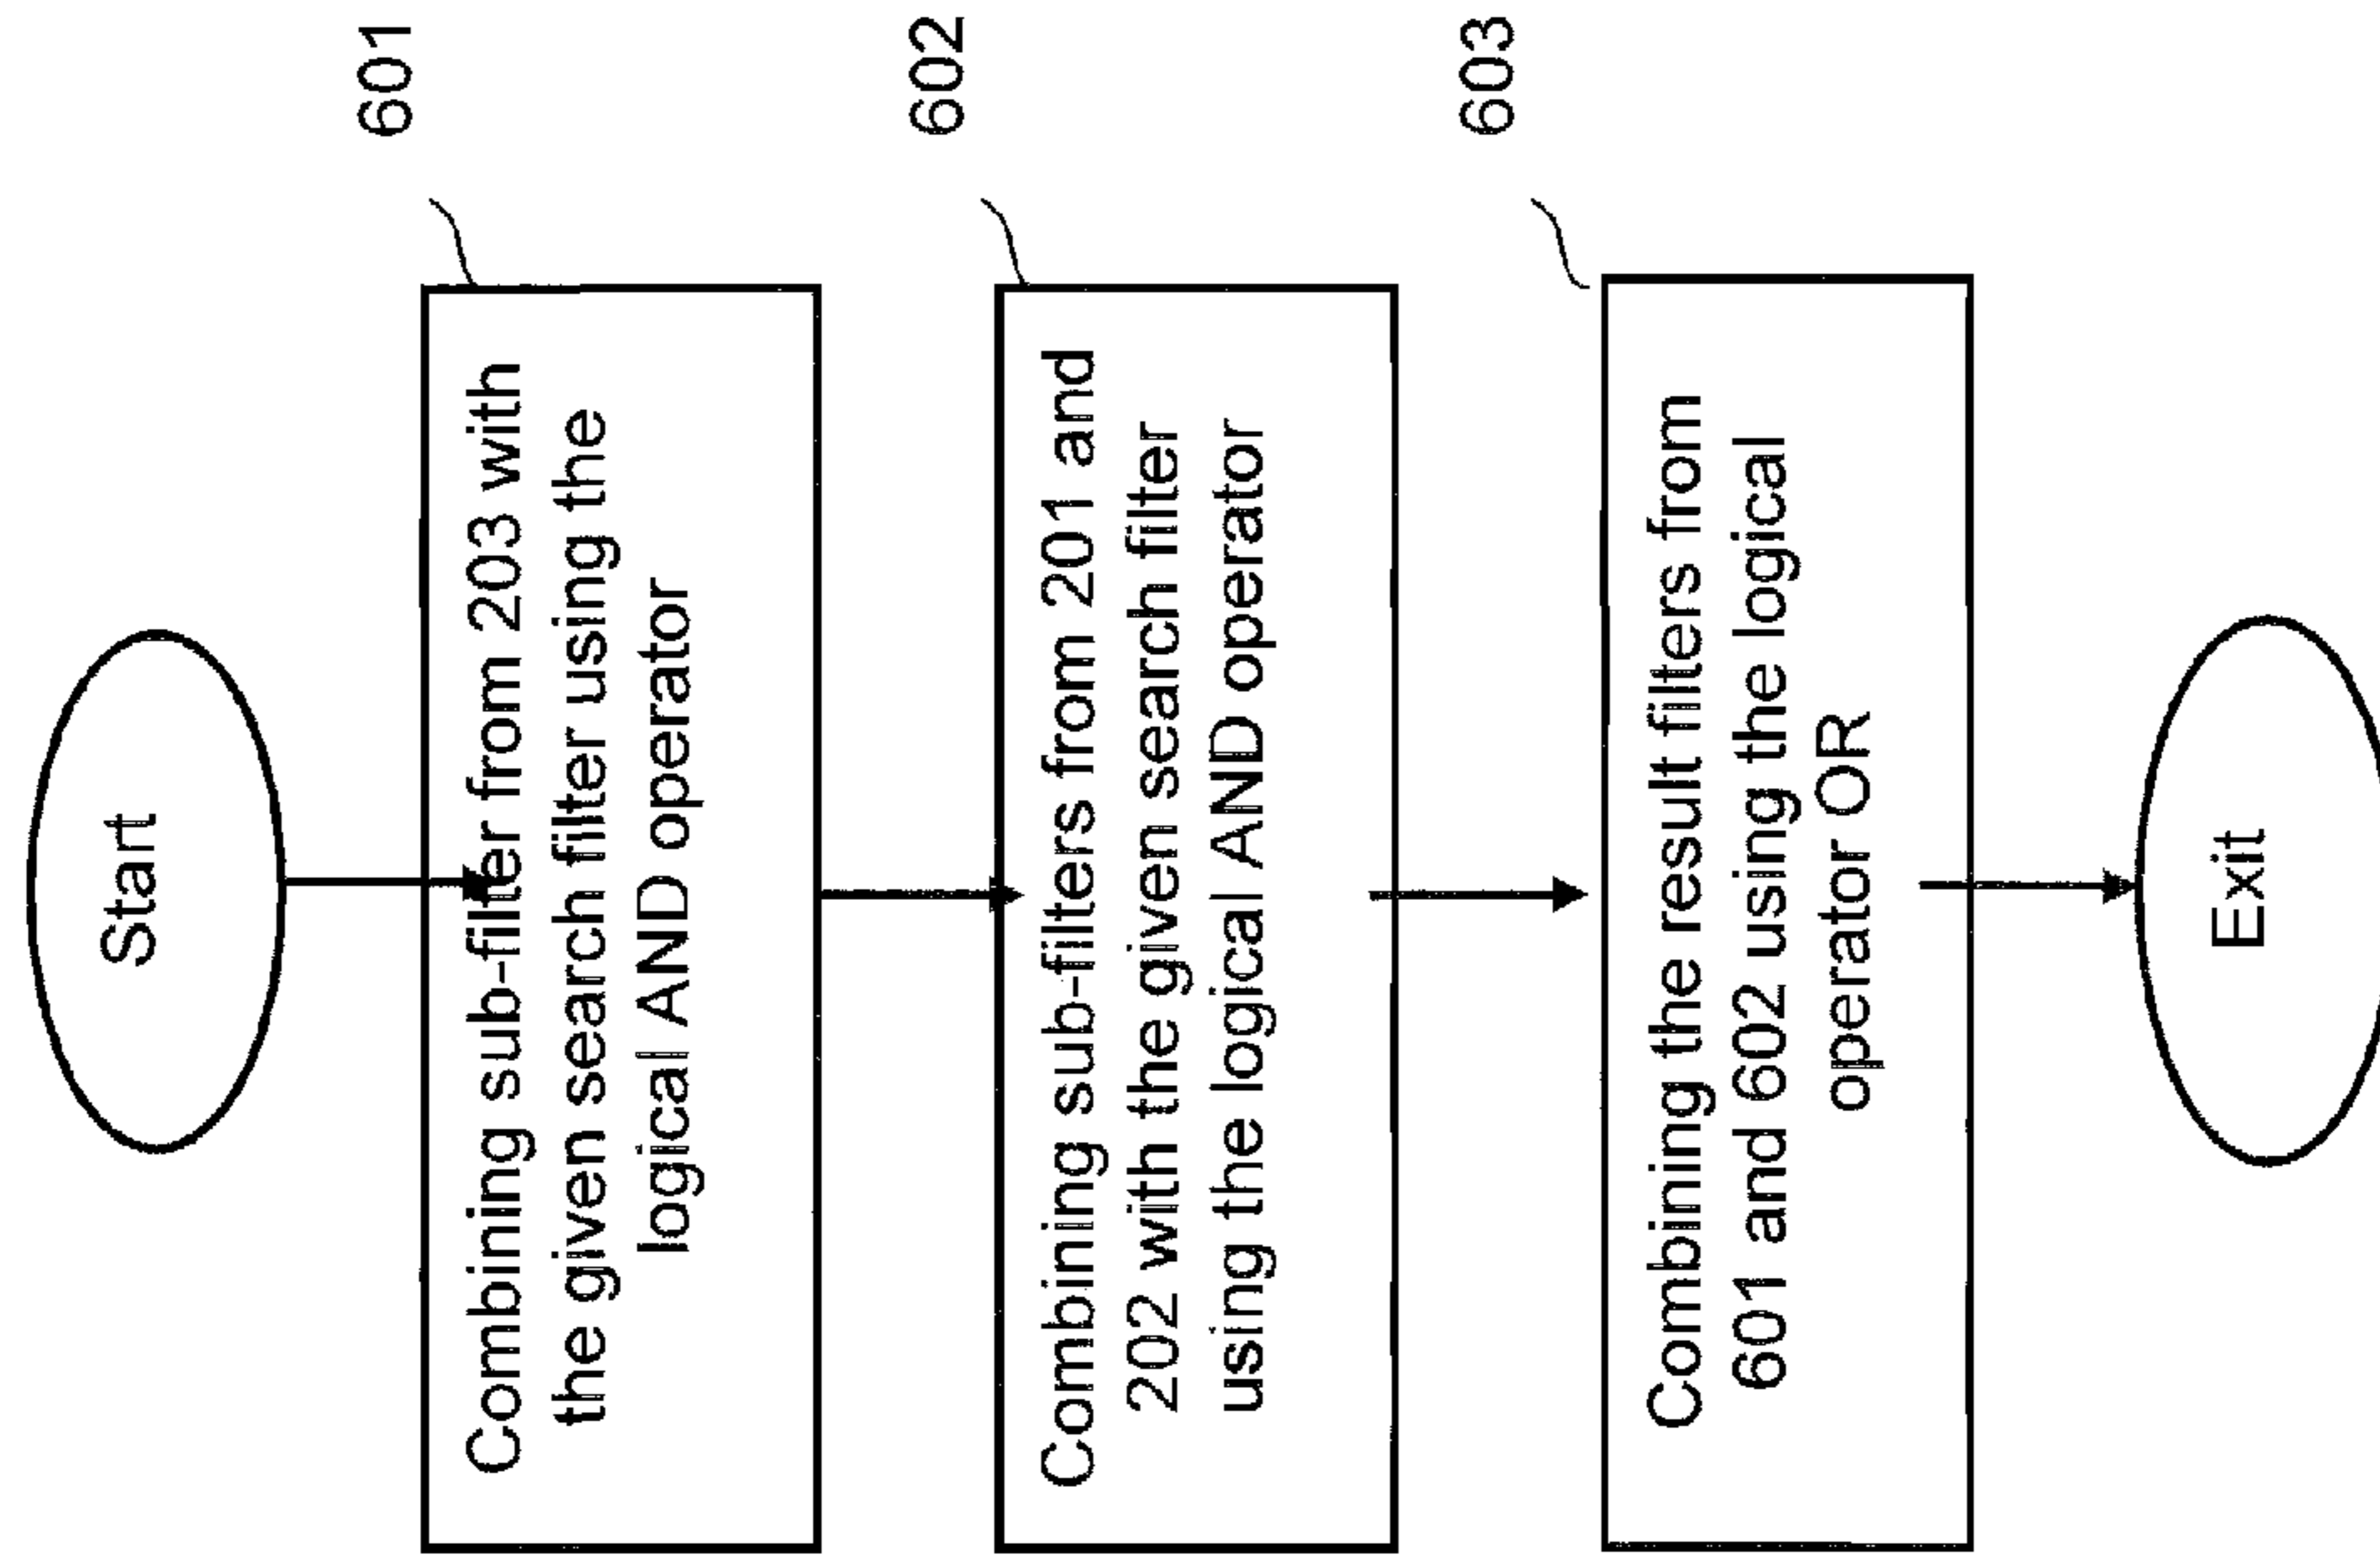 Start
601
Combining sub-filter from 203 with
the given search filter using the
logical AND operator
602
Combining sub-filters from 201 and
202 with the given search filter
using the logical AND operator
603
Combining the result filters from
601 and 602 using the logical
operator OR
Exit